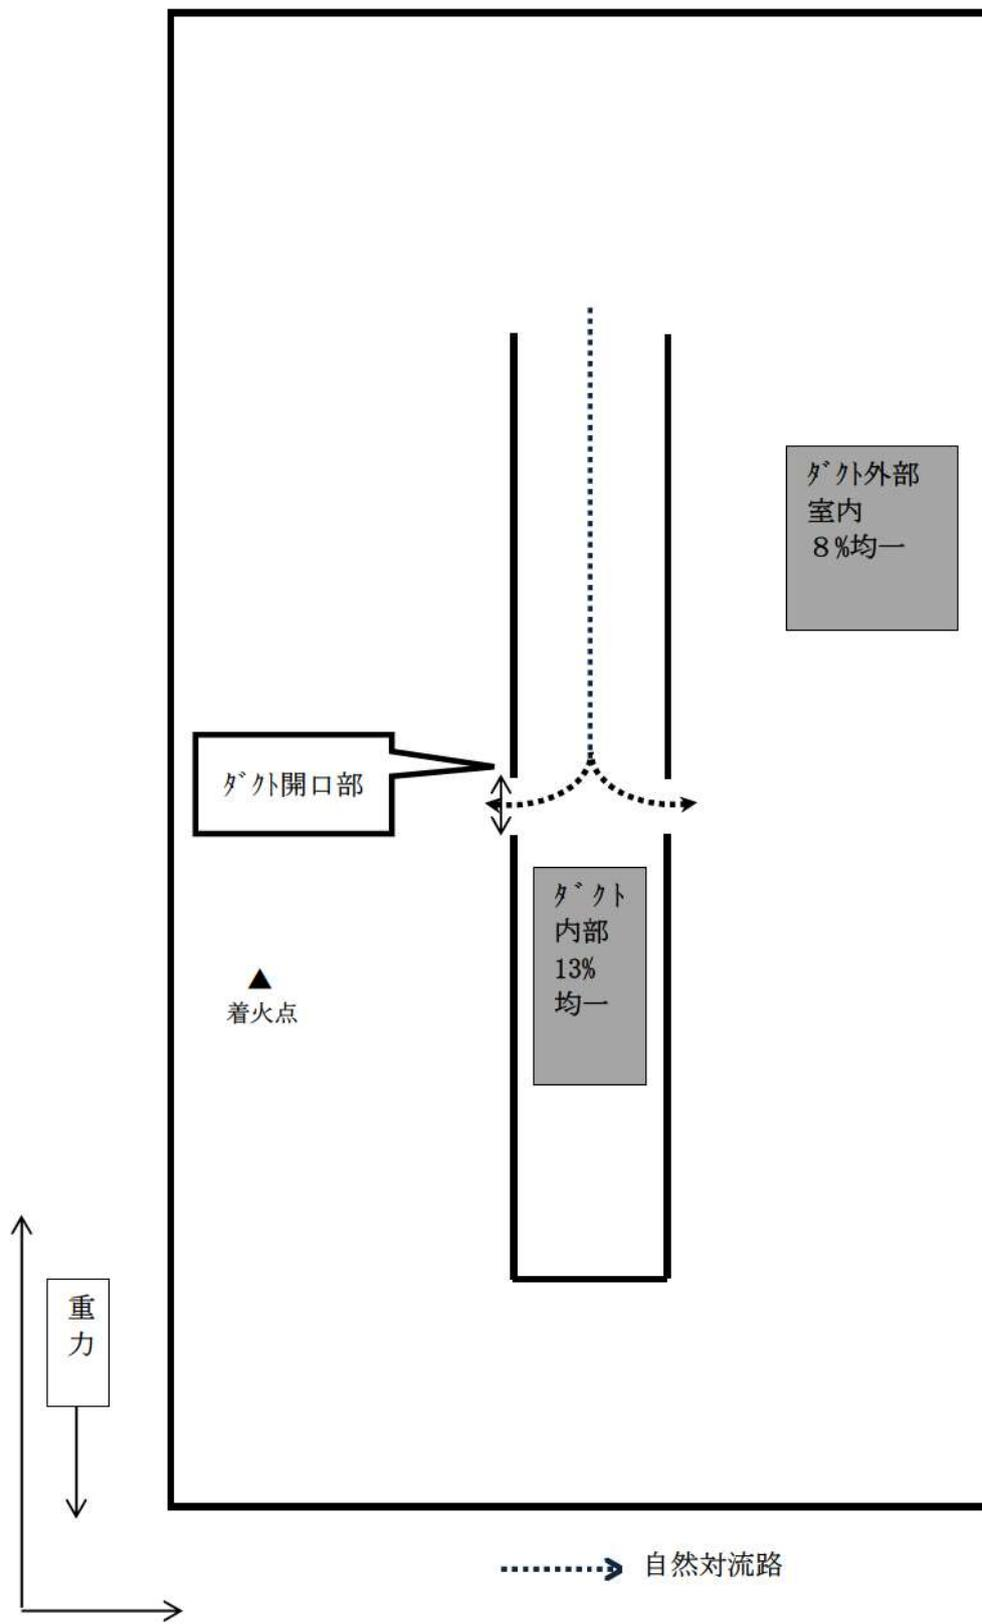 ﾀﾞｸﾄ外部
室内
８%均一
ﾀﾞｸﾄ開口部
ﾀﾞｸﾄ
内部
13%
均一
▲
着火点
重
力
自然対流路